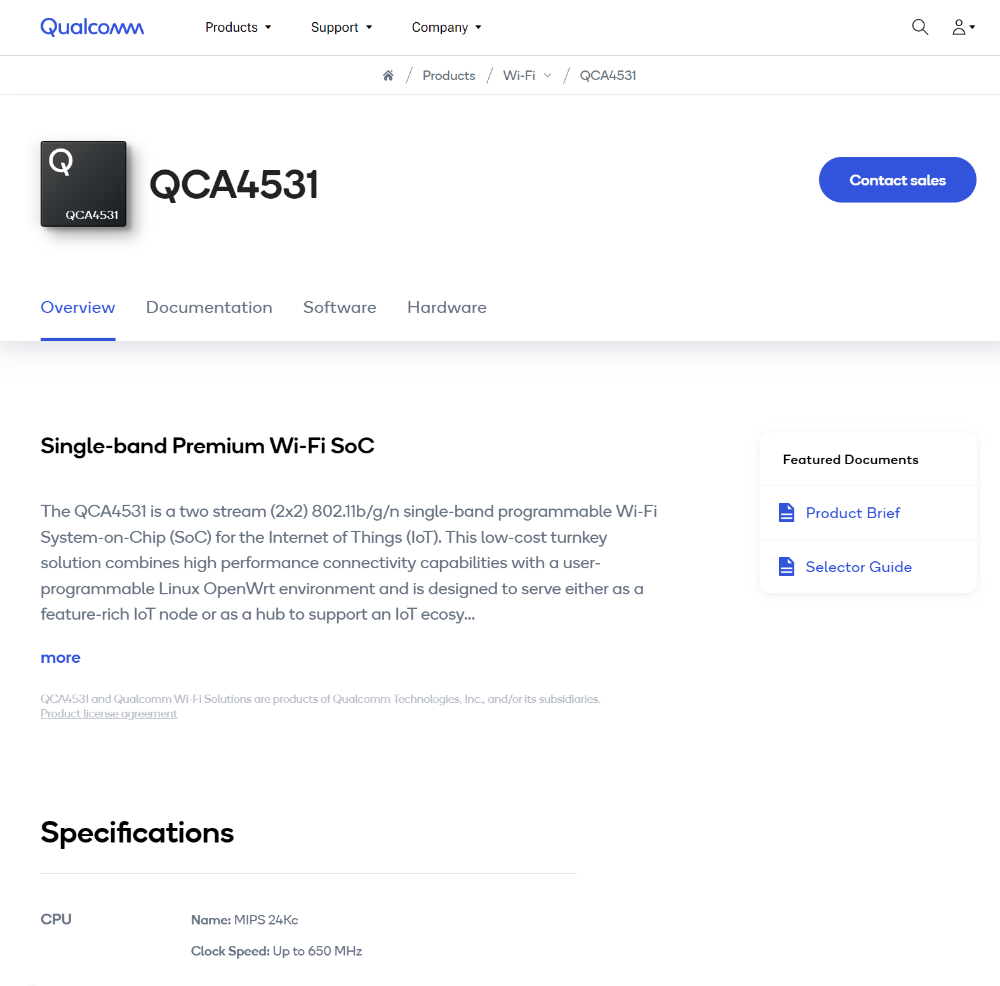 Qualcomm
Products
Support
Company
/ Products / Wi-Fi / QCA4531
Q
QCA4531
QCA4531
Contact sales
Overview
Documentation
Software
Hardware
Single-band Premium Wi-Fi SoC
The QCA4531 is a two stream (2x2) 802.11b/g/n single-band programmable Wi-Fi
System-on-Chip (SoC) for the Internet of Things (IoT). This low-cost turnkey
solution combines high performance connectivity capabilities with a user-
programmable Linux OpenWrt environment and is designed to serve either as a
feature-rich IoT node or as a hub to support an IoT ecosy...
more
QCA4531 and Qualcomm Wi-Fi Solutions are products of Qualcomm Technologies, Inc., and/or its subsidiaries.
Product license agreement
Featured Documents
Product Brief
Selector Guide
Specifications
CPU
Name: MIPS 24Kc
Clock Speed: Up to 650 MHz